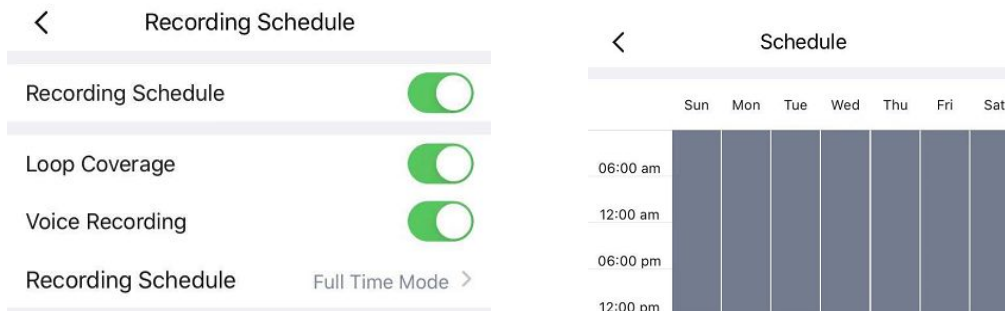 Recording Schedule
Recording Schedule
Loop Coverage
Voice Recording
Recording Schedule Full Time Mode
Schedule
Sun Mon Tue Wed Thu Fri Sat
06:00 am
12:00 am
06:00 pm
12:00 pm